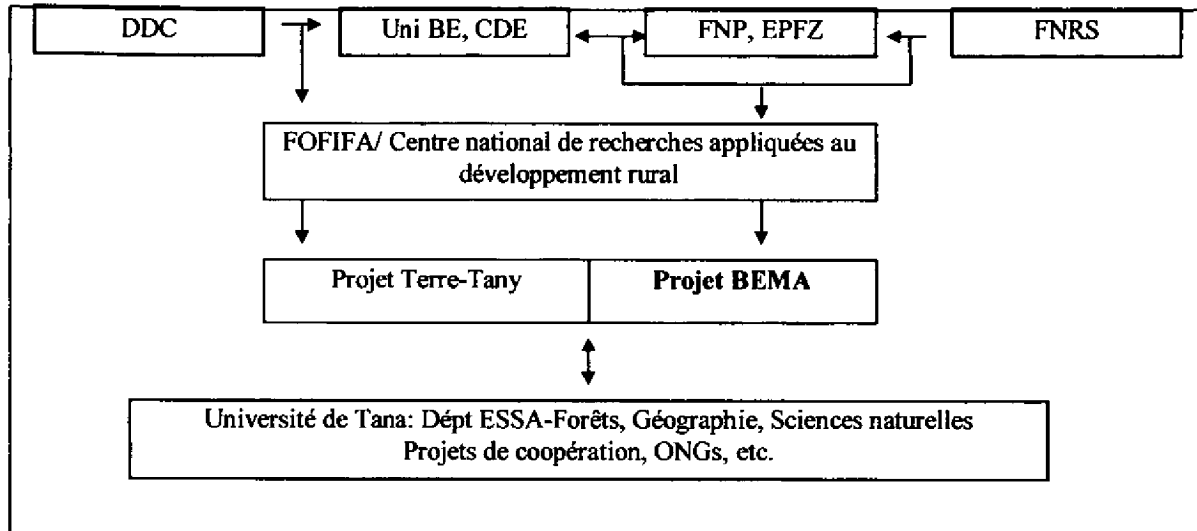 DDC
Uni BE, CDE
FNP, EPFZ
FNRS
FOFIFA/ Centre national de recherches appliquées au
développement rural
Projet Terre-Tany
Projet BEMA
Université de Tana: Dépt ESSA-Forêts, Géographie, Sciences naturelles
Projets de coopération, ONGs, etc.